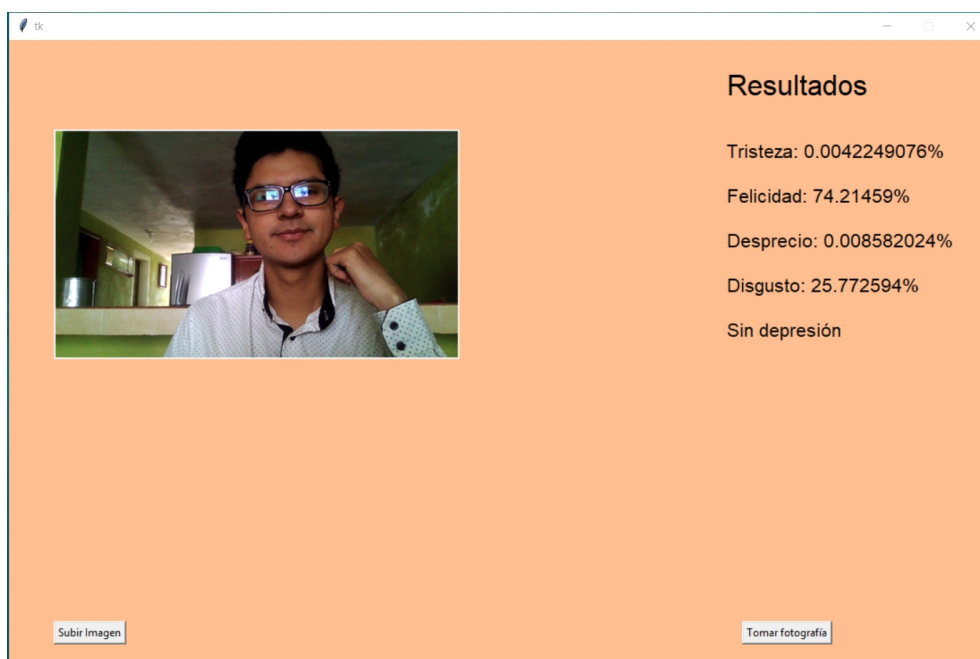 tk
Resultados
Tristeza: 0.0042249076%
Felicidad: 74.21459%
Desprecio: 0.008582024%
Disgusto: 25.772594%
Sin depresión
Subir Imagen
Tomar fotografía